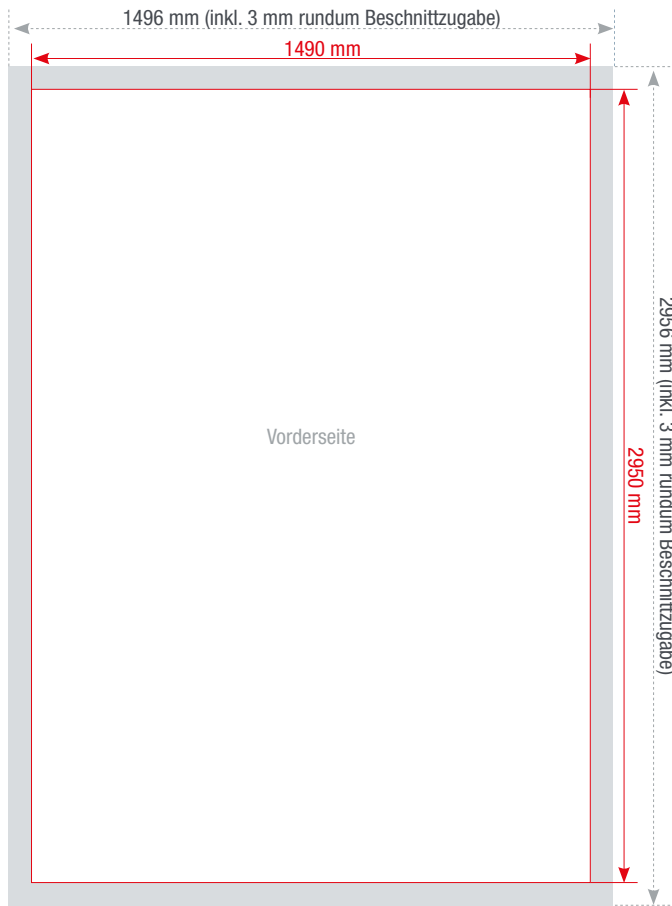 1496 mm (inkl. 3 mm rundum Beschnittzugabe)
1490 mm
Vorderseite
2950 mm
2956 mm (inkl. 3 mm rundum Beschnittzugabe)